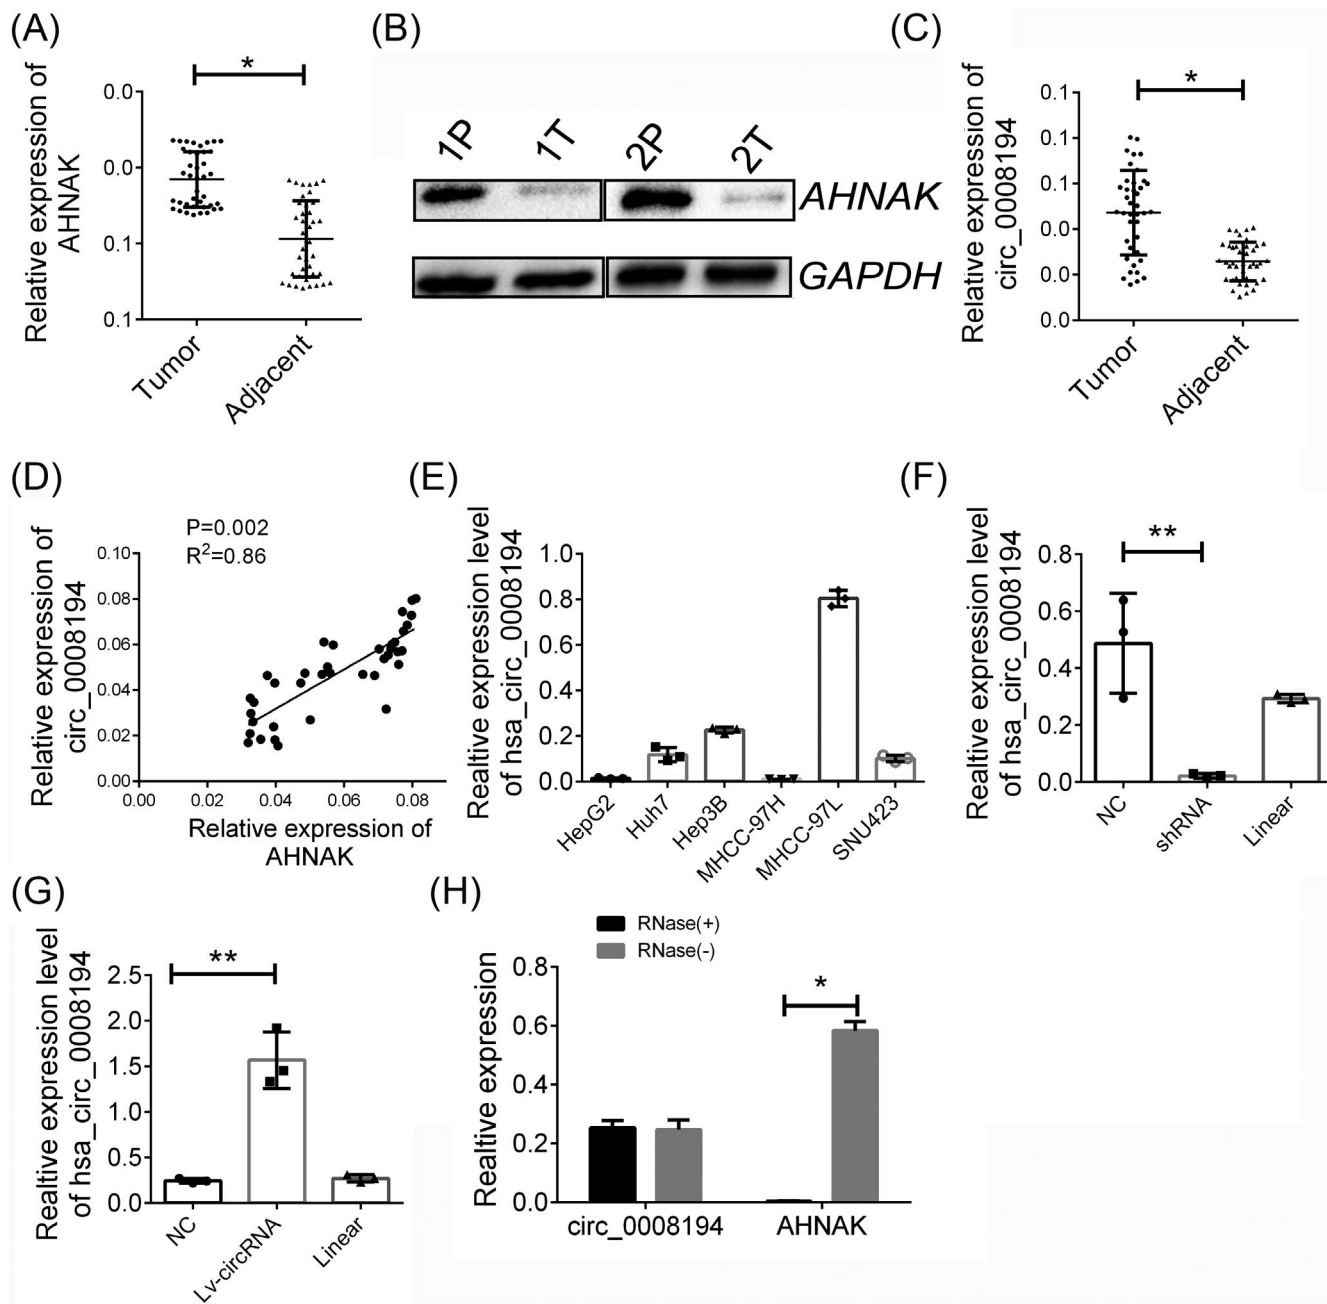 (A)
Relative expression of
AHNAK
0.0
0.0
0.1
0.1
*
Tumor
Adjacent
(B)
1P 1T 2P 2T
AHNAK
GAPDH
(C)
Relative expression of
circ_0008194
0.1
0.1
0.1
0.0
0.0
0.0
*
Tumor
Adjacent
(D)
P=0.002
R²=0.86
Relative expression of
circ_0008194
0.10
0.08
0.06
0.04
0.02
0.00
0.00 0.02 0.04 0.06 0.08
Relative expression of
AHNAK
(E)
Realtive expression level
of hsa_circ_0008194
1.0
0.8
0.6
0.4
0.2
0.0
HepG2
Huh7
Hep3B
MHCC-97H
MHCC-97L
SNU423
(F)
Realtive expression level
of hsa_circ_0008194
0.8
0.6
0.4
0.2
0.0
**
NC
shRNA
Linear
(G)
Realtive expression level
of hsa_circ_0008194
2.5
2.0
1.5
1.0
0.5
0.0
**
NC
Lv-circRNA
Linear
(H)
RNase(+)
RNase(-)
Realtive expression
0.8
0.6
0.4
0.2
0.0
*
circ_0008194 AHNAK